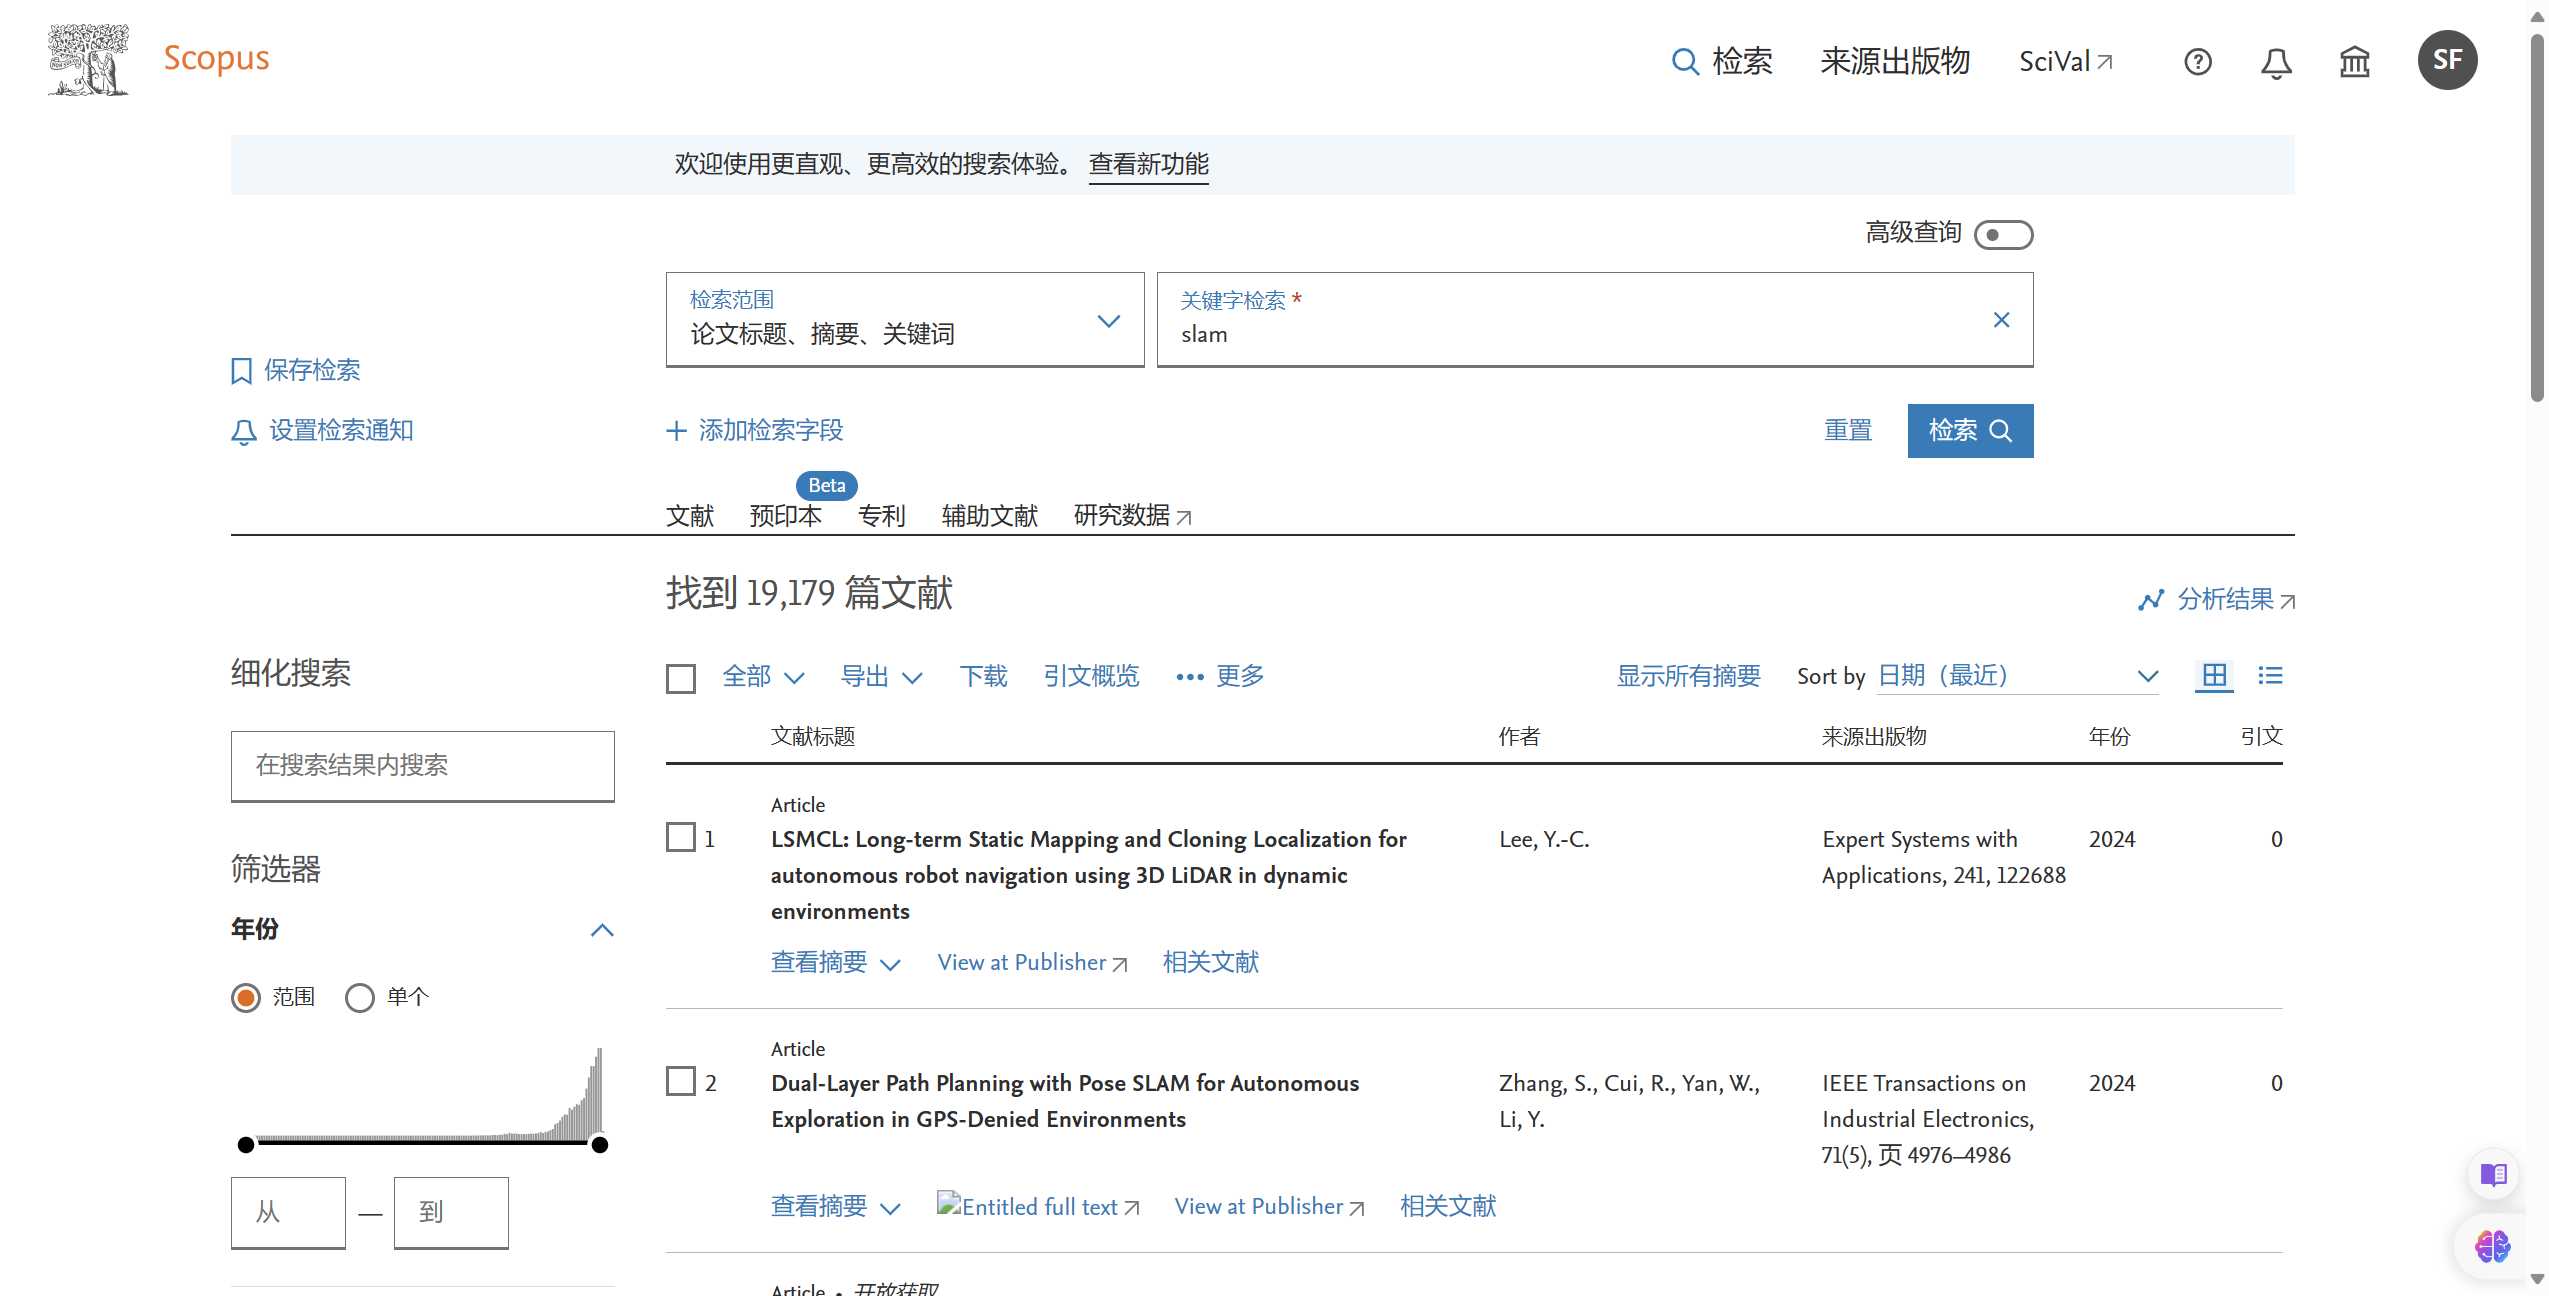 Scopus
检索
来源出版物
SciVal
SF
欢迎使用更直观、更高效的搜索体验。 查看新功能
高级查询
检索范围
论文标题、摘要、关键词
关键字检索 *
slam
保存检索
设置检索通知
添加检索字段
重置
检索
Beta
文献 预印本 专利 辅助文献 研究数据
找到 19,179 篇文献
分析结果
细化搜索
在搜索结果内搜索
筛选器
年份
范围 单个
从 — 到
全部 导出 下载 引文概览 更多 显示所有摘要 Sort by 日期（最近）
文献标题 作者 来源出版物 年份 引文
Article
1 LSMCL: Long-term Static Mapping and Cloning Localization for Lee, Y.-C. Expert Systems with 2024 0
autonomous robot navigation using 3D LiDAR in dynamic Applications, 241, 122688
environments
查看摘要 View at Publisher 相关文献
Article
2 Dual-Layer Path Planning with Pose SLAM for Autonomous Zhang, S., Cui, R., Yan, W., IEEE Transactions on 2024 0
Exploration in GPS-Denied Environments Li, Y. Industrial Electronics,
71(5), 页 4976–4986
查看摘要 Entitled full text View at Publisher 相关文献
Article • 开放获取